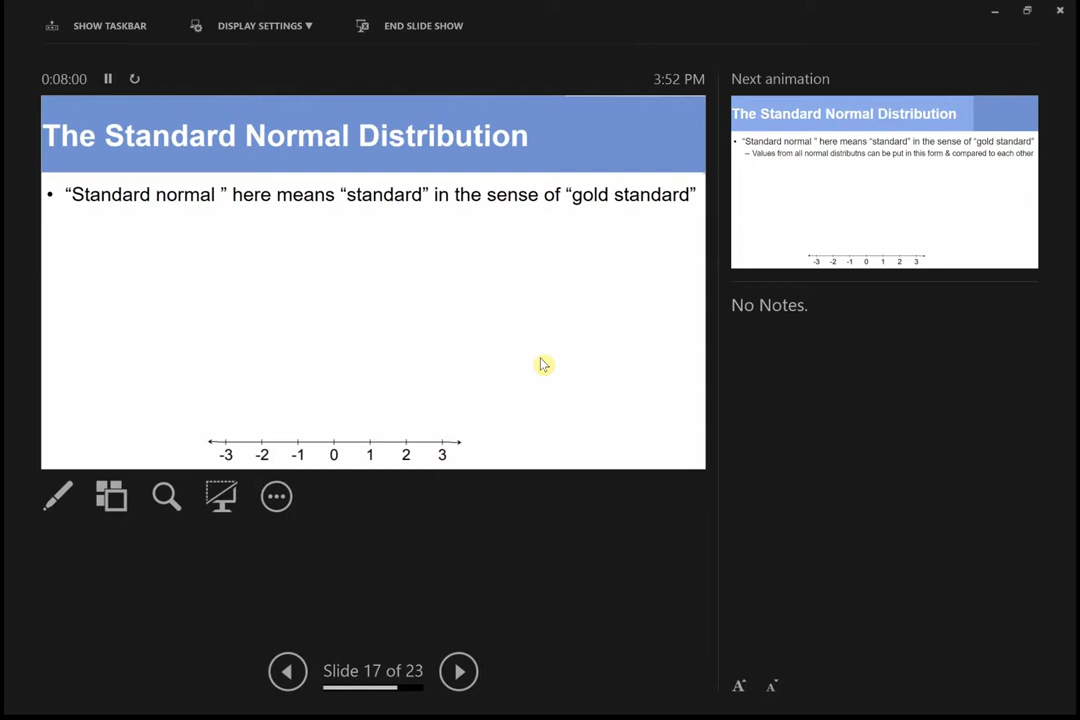 SHOW TASKBAR DISPLAY SETTINGS ▼ END SLIDE SHOW
0:08:00 3:52 PM
The Standard Normal Distribution
• “Standard normal ” here means “standard” in the sense of “gold standard”
-3 -2 -1 0 1 2 3
Slide 17 of 23
Next animation
The Standard Normal Distribution
• “Standard normal ” here means “standard” in the sense of “gold standard”
– Values from all normal distributns can be put in this form & compared to each other
-3 -2 -1 0 1 2 3
No Notes.
A A